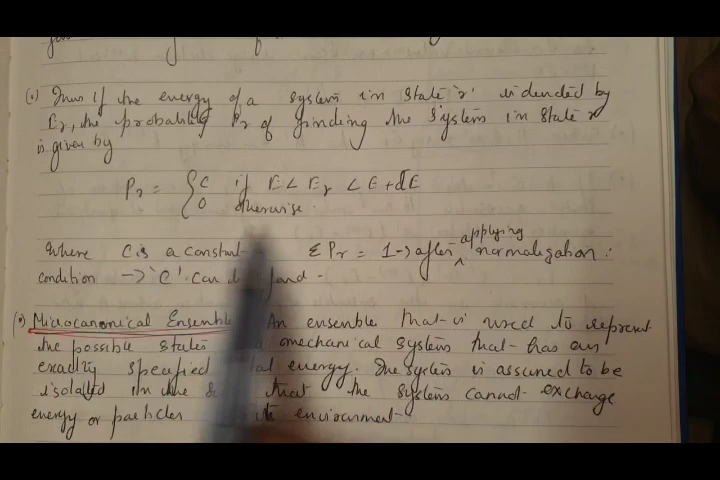 (•) Thus if the energy of a system in state 'r' is denoted by
Er, the probability Pr of finding the system in state r
is given by
Pr = { C if E < Er < E + dE
0 otherwise.
Where C is a constant ΣPr = 1 → after applying normalization
condition → 'C' can found.
(•) Microcanonical Ensemble An ensemble that is used to represent
the possible states a mechanical system that has an
exactly specified total energy. The system is assumed to be
isolated in the that the system cannot exchange
energy or particles its environment